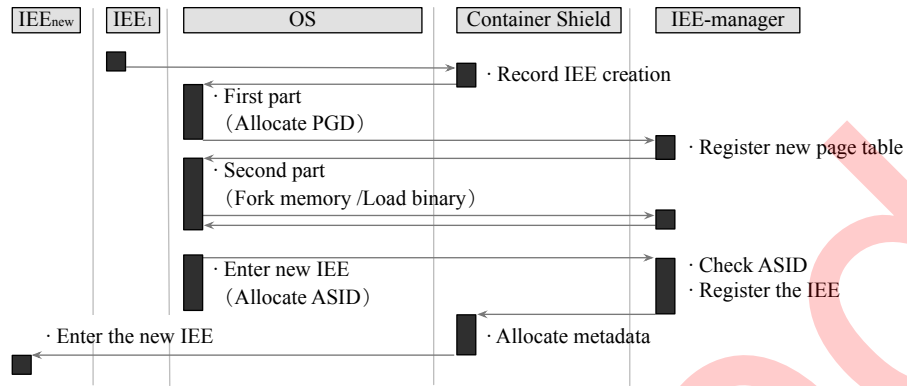 IEEnew IEE1 OS Container Shield IEE-manager
· Record IEE creation
· First part
（Allocate PGD）
· Register new page table
· Second part
（Fork memory /Load binary）
· Enter new IEE
（Allocate ASID）
· Check ASID
· Register the IEE
· Enter the new IEE
· Allocate metadata